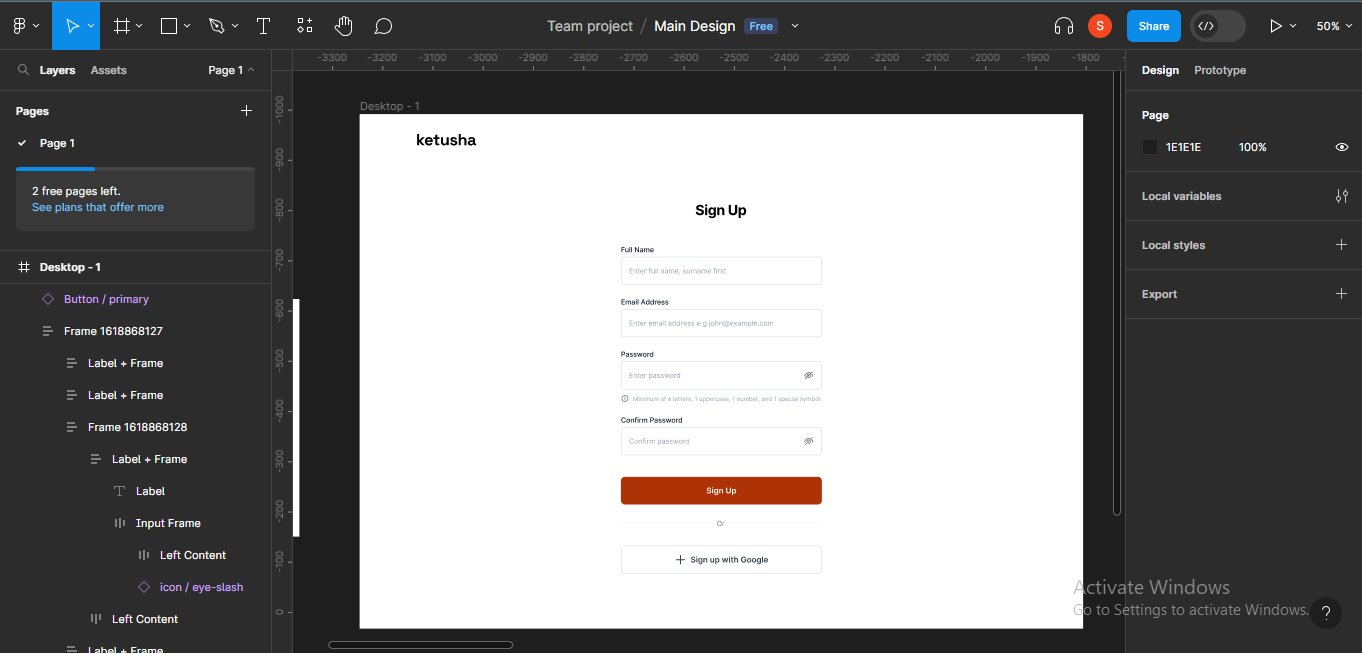 Team project / Main Design Free
S
Share
50%
Layers Assets Page 1
Design Prototype
-3300 -3200 -3100 -3000 -2900 -2800 -2700 -2600 -2500 -2400 -2300 -2200 -2100 -2000 -1900 -1800
-1000
-900
-800
-700
-600
-500
-400
-300
-200
-100
0
Pages
Page 1
2 free pages left.
See plans that offer more
Desktop - 1
Button / primary
Frame 1618868127
Label + Frame
Label + Frame
Frame 1618868128
Label + Frame
Label
Input Frame
Left Content
icon / eye-slash
Left Content
Label + Frame
Desktop - 1
ketusha
Sign Up
Full Name
Enter full name, surname first
Email Address
Enter email address e.g john@example.com
Password
Enter password
Minimum of 6 letters, 1 uppercase, 1 number, and 1 special symbol.
Confirm Password
Confirm password
Sign Up
Or
Sign up with Google
Page
1E1E1E 100%
Local variables
Local styles
Export
Activate Windows
Go to Settings to activate Windows.
?